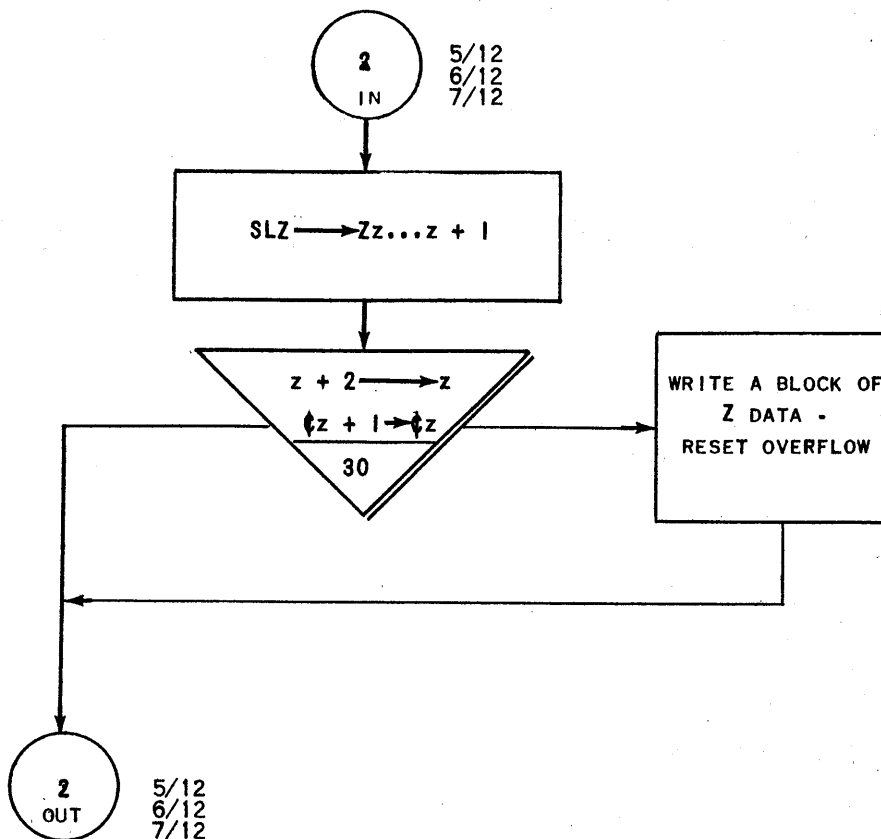 2
IN
5/12
6/12
7/12
SLZ→Zz...z + 1
z + 2→z
¢z + 1→¢z
30
WRITE A BLOCK OF
Z DATA -
RESET OVERFLOW
2
OUT
5/12
6/12
7/12